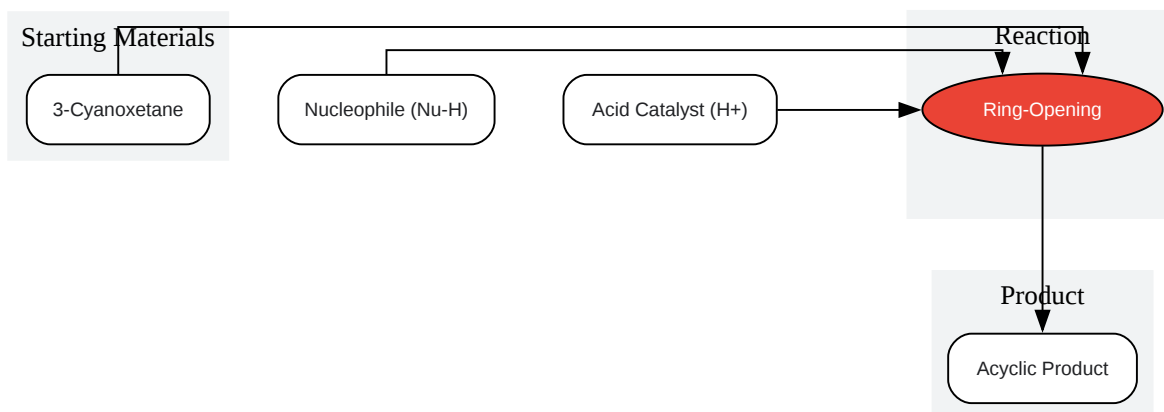 Starting Materials
Reaction
3-Cyanoxetane
Nucleophile (Nu-H)
Acid Catalyst (H+)
Ring-Opening
Product
Acyclic Product